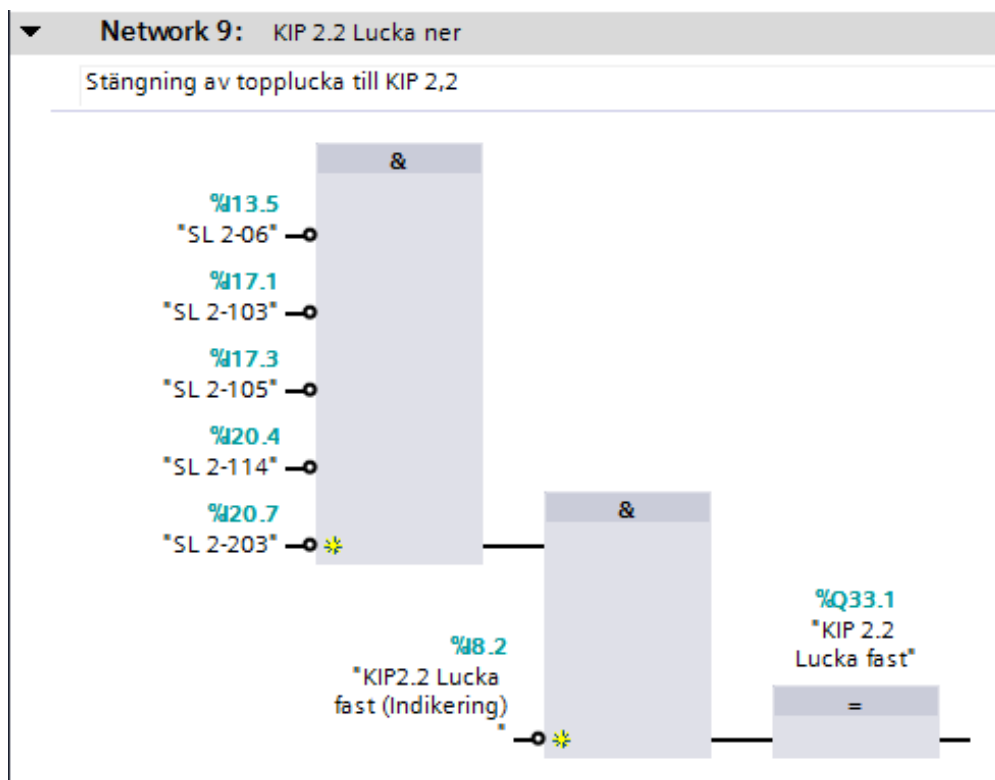 Network 9: KIP 2.2 Lucka ner
Stängning av topplucka till KIP 2,2
&
%I13.5
"SL 2-06"
%I17.1
"SL 2-103"
%I17.3
"SL 2-105"
%I20.4
"SL 2-114"
%I20.7
"SL 2-203"
&
%I8.2
"KIP2.2 Lucka
fast (Indikering)
"
%Q33.1
"KIP 2.2
Lucka fast"
=